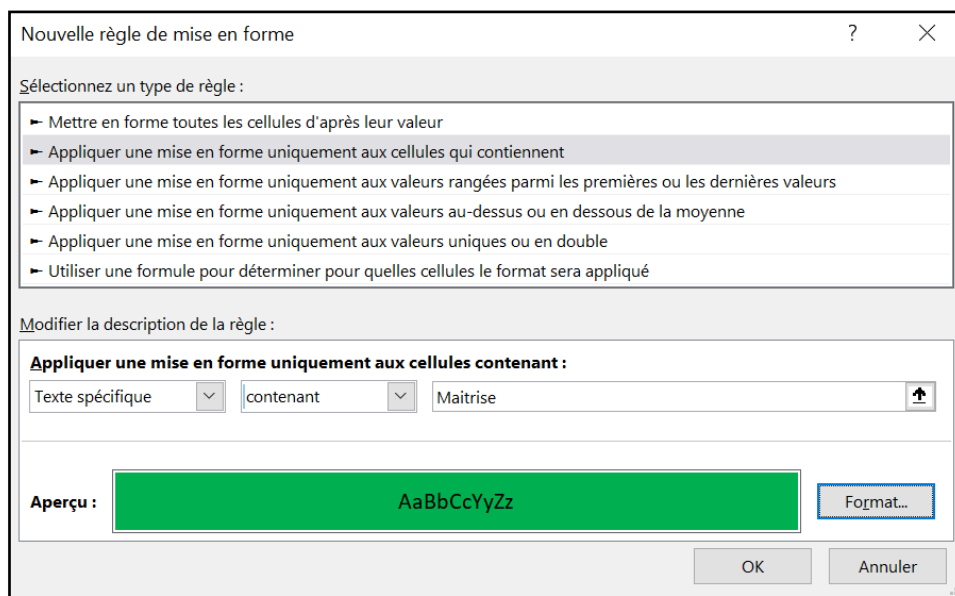 Nouvelle règle de mise en forme ?
Sélectionnez un type de règle :
► Mettre en forme toutes les cellules d'après leur valeur
► Appliquer une mise en forme uniquement aux cellules qui contiennent
► Appliquer une mise en forme uniquement aux valeurs rangées parmi les premières ou les dernières valeurs
► Appliquer une mise en forme uniquement aux valeurs au-dessus ou en dessous de la moyenne
► Appliquer une mise en forme uniquement aux valeurs uniques ou en double
► Utiliser une formule pour déterminer pour quelles cellules le format sera appliqué
Modifier la description de la règle :
Appliquer une mise en forme uniquement aux cellules contenant :
Texte spécifique contenant Maitrise
Aperçu : AaBbCcYyZz Format...
OK Annuler